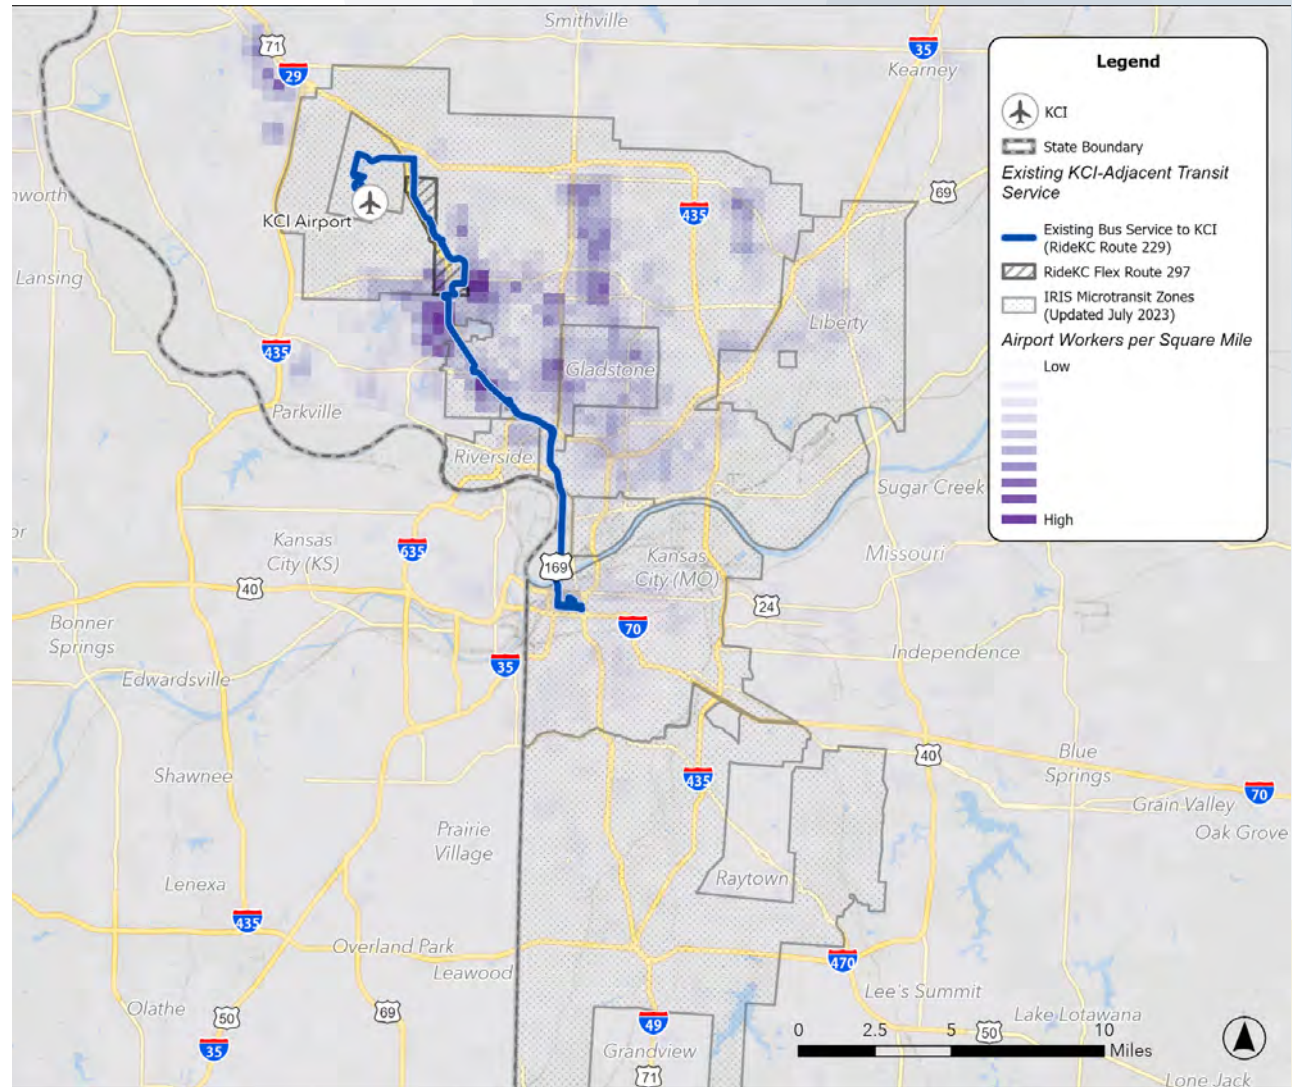 Smithville
71
29
35
Kearney
Legend
KCI
State Boundary
Existing KCI-Adjacent Transit
Service
Existing Bus Service to KCI
(RideKC Route 229)
RideKC Flex Route 297
IRIS Microtransit Zones
(Updated July 2023)
Airport Workers per Square Mile
Low
High
nworth
69
435
KCI Airport
Lansing
Liberty
435
Gladstone
Parkville
Riverside
Sugar Creek
or
Kansas
City (KS)
635
Kansas
City (MO)
Missouri
169
40
24
Bonner
Springs
70
35
Independence
Edwardsville
Shawnee
435
40
Blue
Springs
70
Grain Valley
Oak Grove
Prairie
Village
Raytown
Lenexa
435
Overland Park
Leawood
470
Lee's Summit
Olathe
50
69
49
Lake Lotawana
0 2.5 5 10
50
Miles
35
Grandview
71
Lone Jack